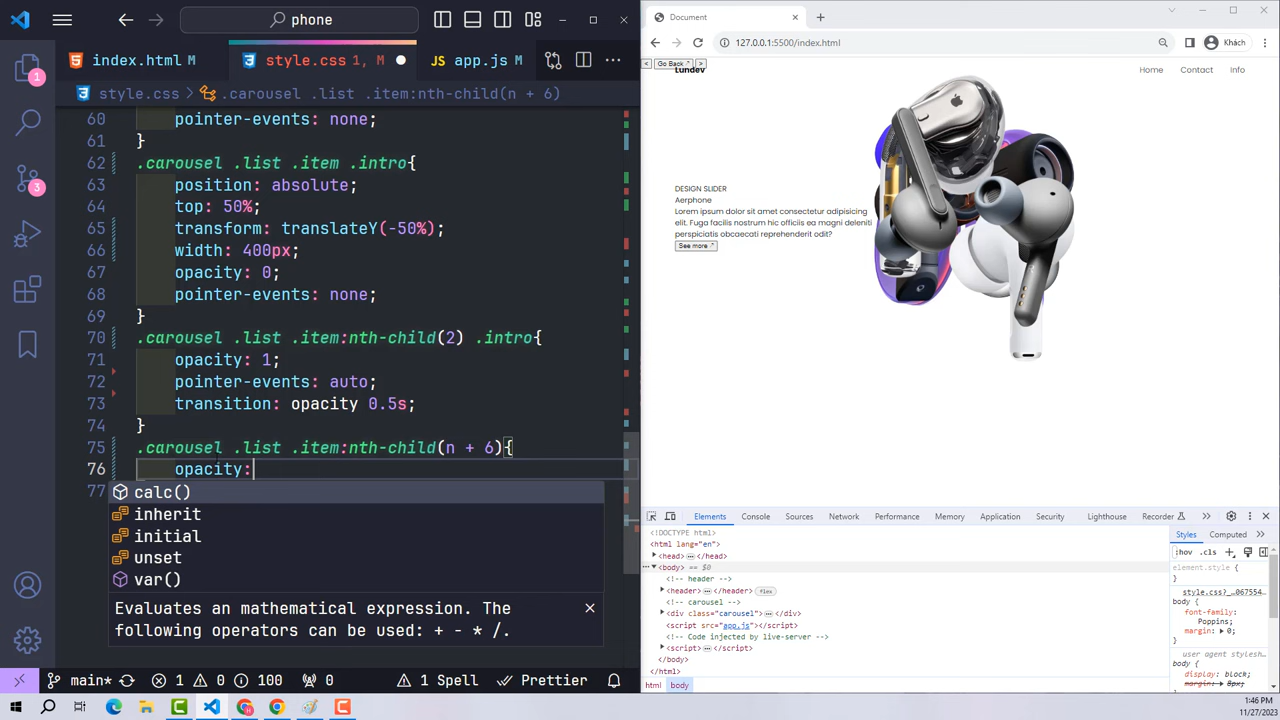 phone
index.html M
style.css 1, M
app.js M
style.css > .carousel .list .item:nth-child(n + 6)
60 pointer-events: none;
61 }
62 .carousel .list .item .intro{
63 position: absolute;
64 top: 50%;
65 transform: translateY(-50%);
66 width: 400px;
67 opacity: 0;
68 pointer-events: none;
69 }
70 .carousel .list .item:nth-child(2) .intro{
71 opacity: 1;
72 pointer-events: auto;
73 transition: opacity 0.5s;
74 }
75 .carousel .list .item:nth-child(n + 6){
76 opacity:
77
calc()
inherit
initial
unset
var()
Evaluates an mathematical expression. The
following operators can be used: + - * /.
1
3
main* 1 0 100 0 1 Spell Prettier
Document
127.0.0.1:5500/index.html
Khách
< Go Back ↗ >
Lundev
Home Contact Info
DESIGN SLIDER
Aerphone
Lorem ipsum dolor sit amet consectetur adipisicing
elit. Fuga facilis nostrum hic officiis ea magni deleniti
perspiciatis obcaecati reprehenderit odit?
See more ↗
Elements Console Sources Network Performance Memory Application Security Lighthouse Recorder
<!DOCTYPE html>
<html lang="en">
<head> </head>
<body> == $0
<!-- header -->
<header> </header> flex
<!-- carousel -->
<div class="carousel"> </div>
<script src="app.js"></script>
<!-- Code injected by live-server -->
<script> </script>
</body>
</html>
html body
Styles Computed
:hov .cls
element.style {
}
style.css?_…067554
body {
font-family:
Poppins;
margin: 0;
}
user agent stylesh…
body {
display: block;
margin: 8px;
1:46 PM
11/27/2023